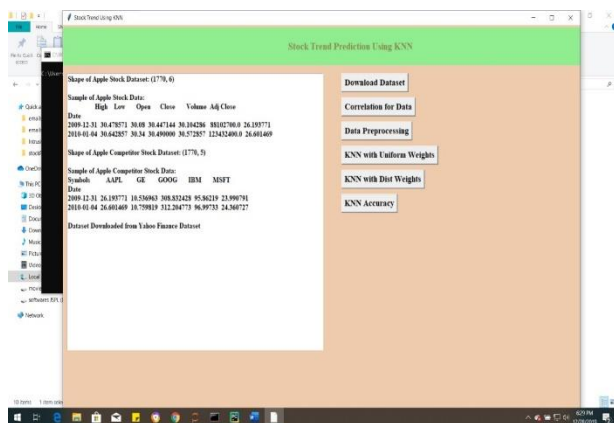 Stock Trend Using KNN
Stock Trend Prediction Using KNN
Shape of Apple Stock Dataset: (1770, 6)
Sample of Apple Stock Data:
High Low Open Close Volume Adj Close
Date
2009-12-31 30.478571 30.08 30.447144 30.104286 88102700.0 26.193771
2010-01-04 30.642857 30.34 30.490000 30.572857 123432400.0 26.601469
Shape of Apple Competitor Stock Dataset: (1770, 5)
Sample of Apple Competitor Stock Data:
Symbols AAPL GE GOOG IBM MSFT
Date
2009-12-31 26.193771 10.536963 308.832428 95.86219 23.990791
2010-01-04 26.601469 10.759819 312.204773 96.99733 24.360727
Dataset Downloaded from Yahoo Finance Dataset
Download Dataset
Correlation for Data
Data Preprocessing
KNN with Uniform Weights
KNN with Dist Weights
KNN Accuracy
Home
Quick a
OneDri
This PC
Network
10 items
6:29 PM